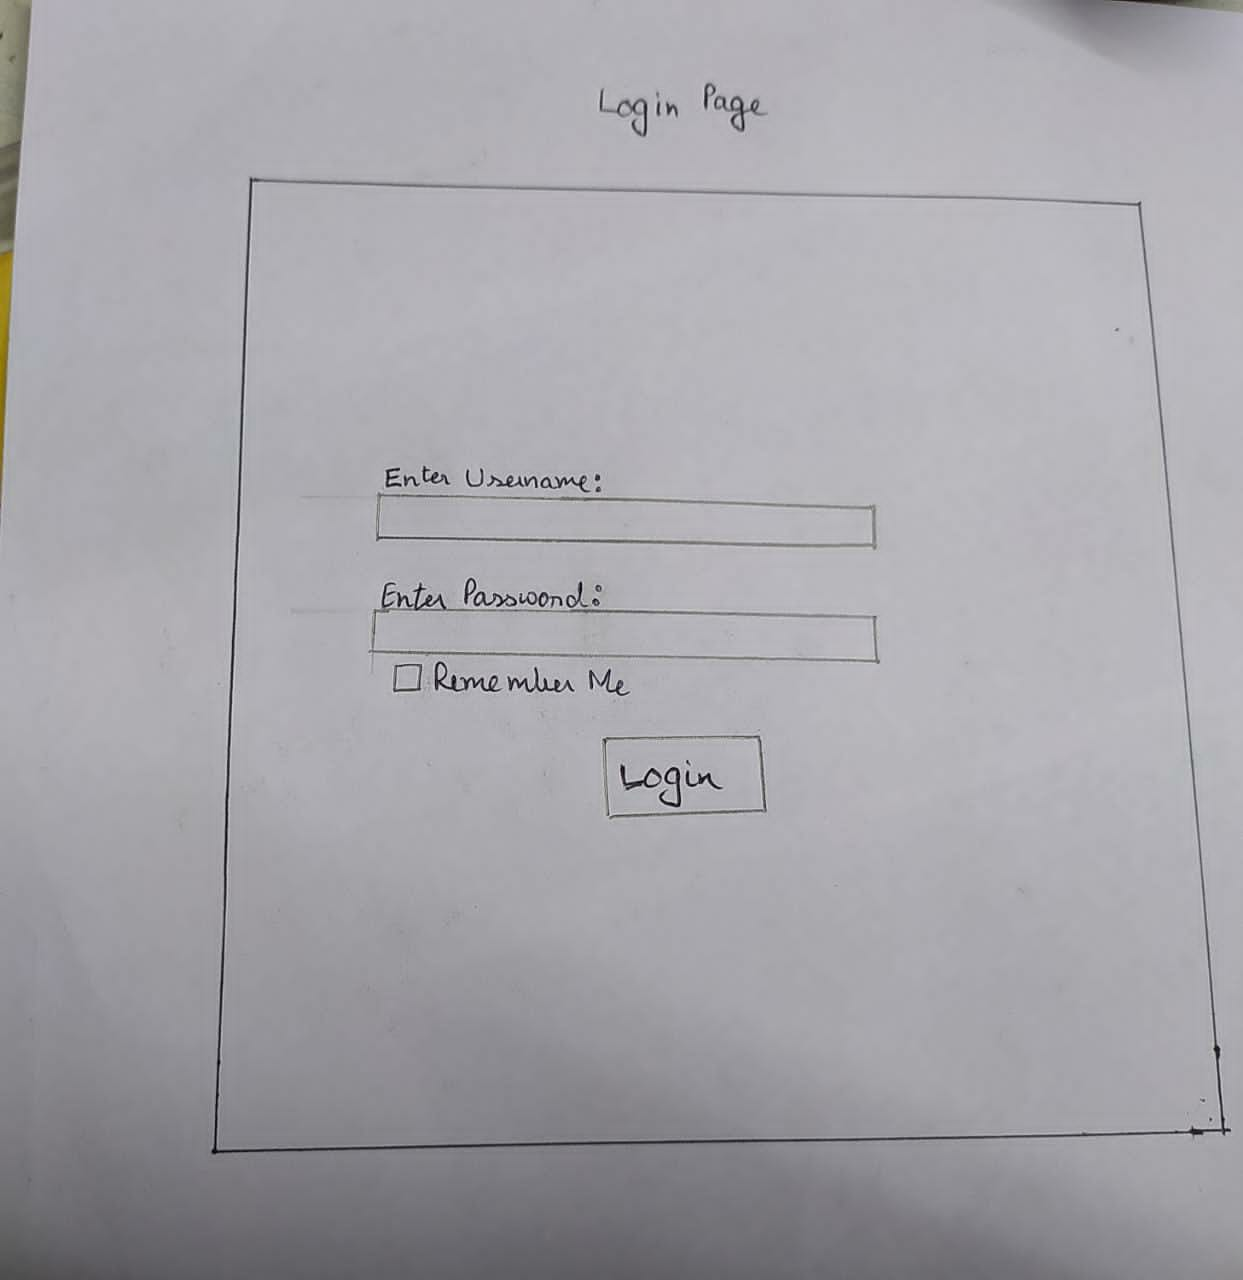 Login Page
Enter Username:
Enter Password:
Remember Me
Login